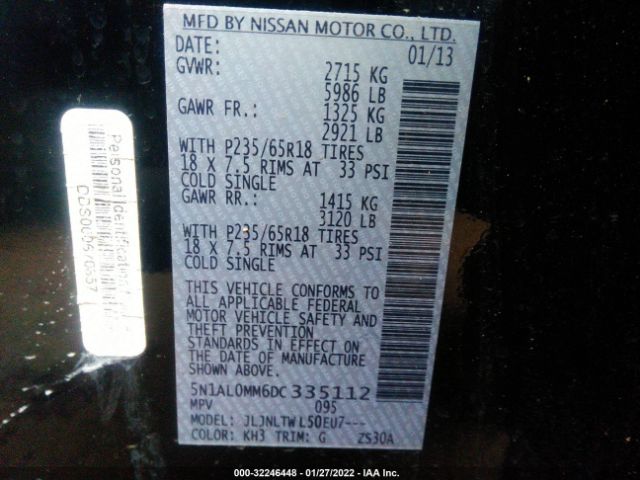 MFD BY NISSAN MOTOR CO., LTD.
DATE: 01/13
GVWR: 2715 KG
5986 LB
GAWR FR.: 1325 KG
2921 LB
WITH P235/65R18 TIRES
18 X 7.5 RIMS AT 33 PSI
COLD SINGLE
GAWR RR.: 1415 KG
3120 LB
WITH P235/65R18 TIRES
18 X 7.5 RIMS AT 33 PSI
COLD SINGLE
THIS VEHICLE CONFORMS TO
ALL APPLICABLE FEDERAL
MOTOR VEHICLE SAFETY AND
THEFT PREVENTION
STANDARDS IN EFFECT ON
THE DATE OF MANUFACTURE
SHOWN ABOVE.
5N1AL0MM6DC 335112
MPV 095
MODEL: JLJNLTW L50EU7---
COLOR: KH3 TRIM: G ZS30A
Personal Identification
000-32246448 - 01/27/2022 - IAA Inc.